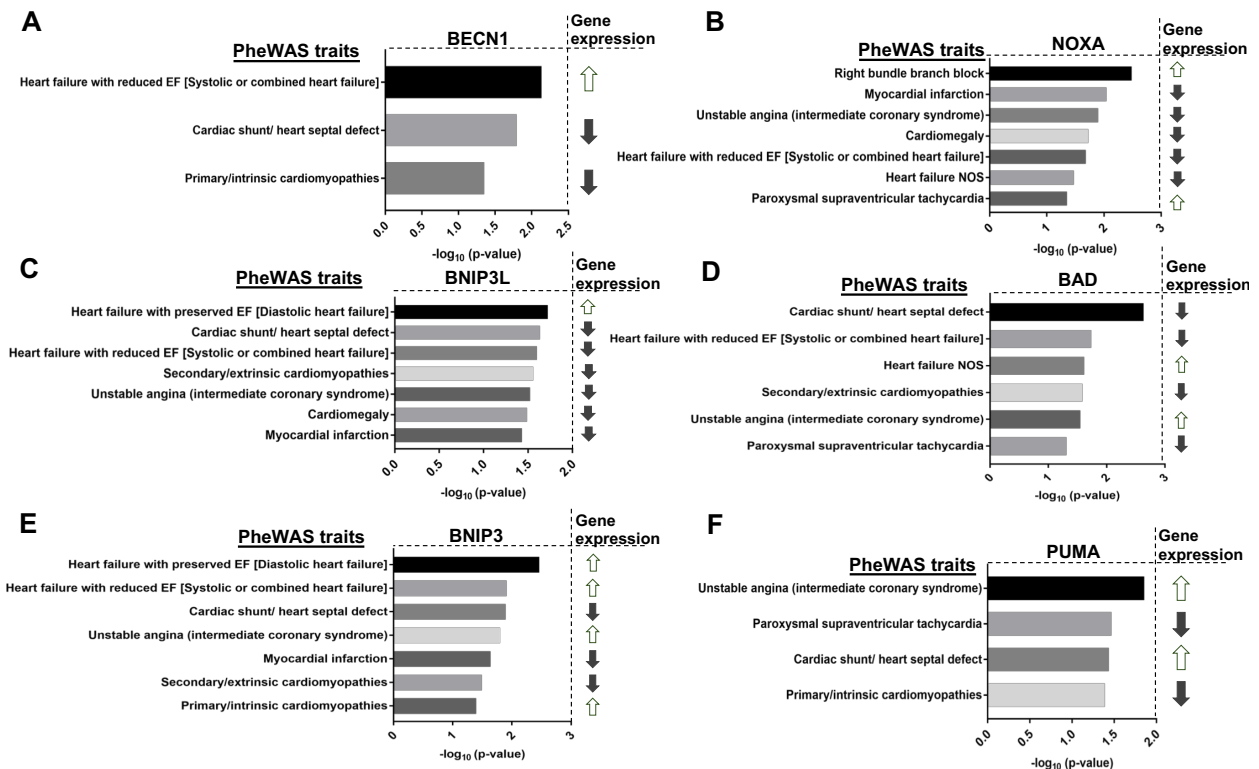 A
PheWAS traits
BECN1
Gene
expression
Heart failure with reduced EF [Systolic or combined heart failure]
Cardiac shunt/ heart septal defect
Primary/intrinsic cardiomyopathies
0.0 0.5 1.0 1.5 2.0 2.5
-log10 (p-value)
B
PheWAS traits
NOXA
Gene
expression
Right bundle branch block
Myocardial infarction
Unstable angina (intermediate coronary syndrome)
Cardiomegaly
Heart failure with reduced EF [Systolic or combined heart failure]
Heart failure NOS
Paroxysmal supraventricular tachycardia
0 1 2 3
-log10 (p-value)
C
PheWAS traits
BNIP3L
Gene
expression
Heart failure with preserved EF [Diastolic heart failure]
Cardiac shunt/ heart septal defect
Heart failure with reduced EF [Systolic or combined heart failure]
Secondary/extrinsic cardiomyopathies
Unstable angina (intermediate coronary syndrome)
Cardiomegaly
Myocardial infarction
0.0 0.5 1.0 1.5 2.0
-log10 (p-value)
D
PheWAS traits
BAD
Gene
expression
Cardiac shunt/ heart septal defect
Heart failure with reduced EF [Systolic or combined heart failure]
Heart failure NOS
Secondary/extrinsic cardiomyopathies
Unstable angina (intermediate coronary syndrome)
Paroxysmal supraventricular tachycardia
0 1 2 3
-log10 (p-value)
E
PheWAS traits
BNIP3
Gene
expression
Heart failure with preserved EF [Diastolic heart failure]
Heart failure with reduced EF [Systolic or combined heart failure]
Cardiac shunt/ heart septal defect
Unstable angina (intermediate coronary syndrome)
Myocardial infarction
Secondary/extrinsic cardiomyopathies
Primary/intrinsic cardiomyopathies
0 1 2 3
-log10 (p-value)
F
PheWAS traits
PUMA
Gene
expression
Unstable angina (intermediate coronary syndrome)
Paroxysmal supraventricular tachycardia
Cardiac shunt/ heart septal defect
Primary/intrinsic cardiomyopathies
0.0 0.5 1.0 1.5 2.0
-log10 (p-value)